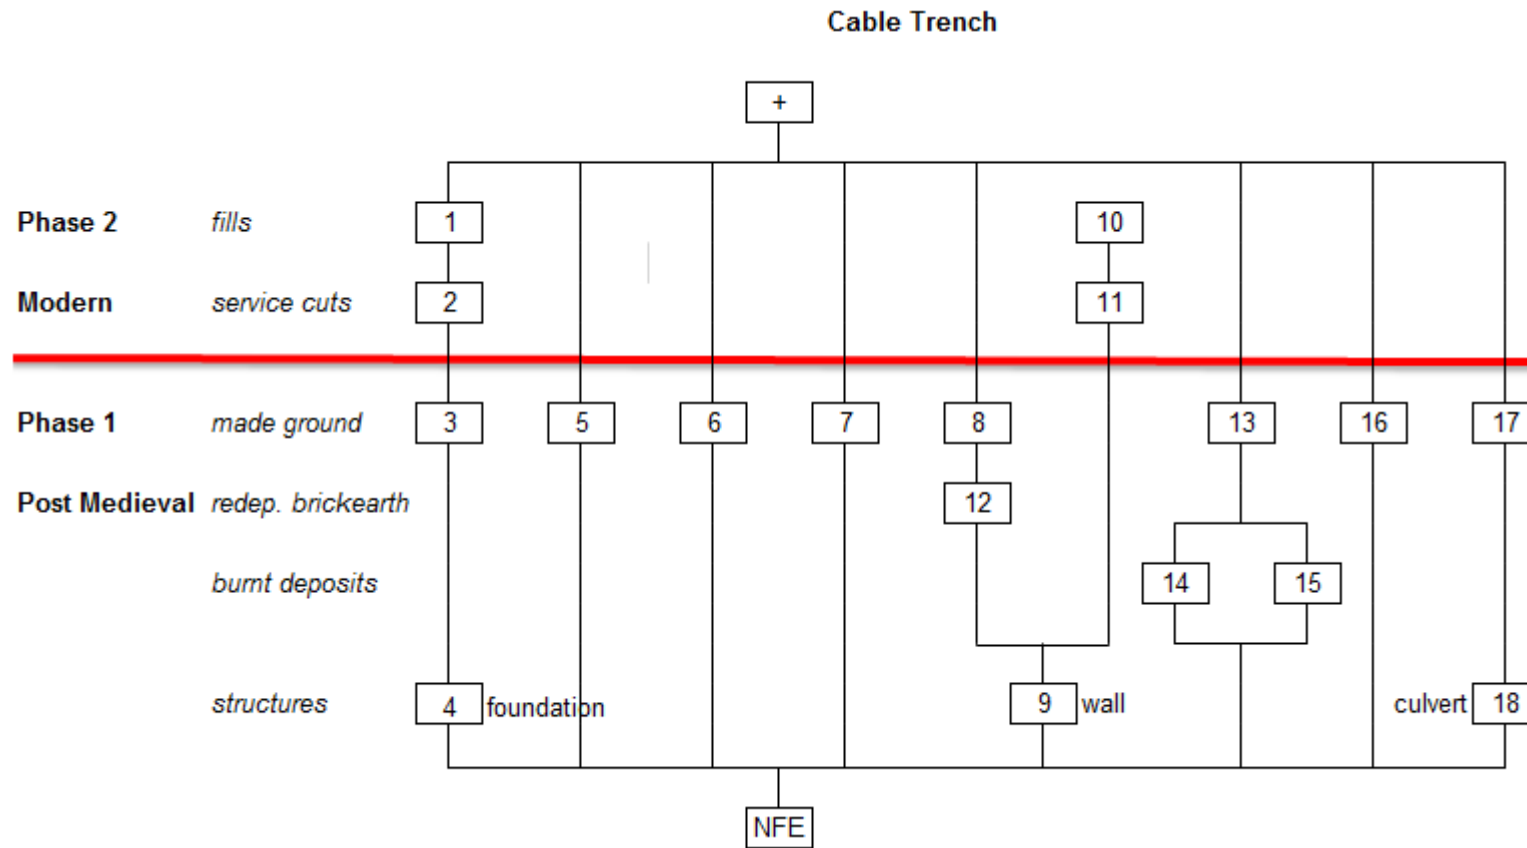 Cable Trench
+
Phase 2 fills 1 10
Modern service cuts 2 11
Phase 1 made ground 3 5 6 7 8 13 16 17
Post Medieval redep. brickearth 12
burnt deposits 14 15
structures 4 foundation 9 wall culvert 18
NFE